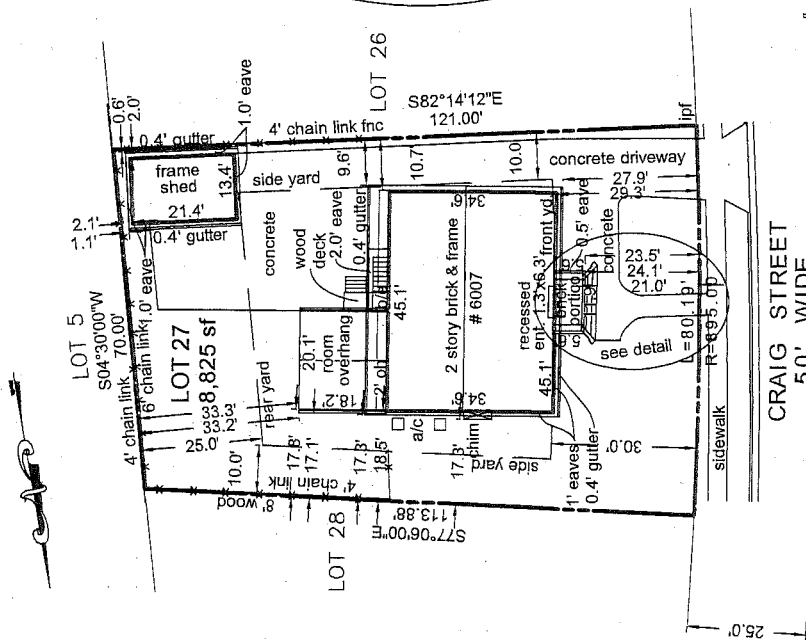 LOT 26
S82°14'12"E
121.00'
ipf
0.6'
2.0'
0.4' gutter
1.0' eave
4' chain link fnc
frame
shed
13.4'
21.4'
side yard
9.6'
10.7'
10.0'
concrete driveway
27.9'
29.3'
2.1'
1.1'
0.4' gutter
1.0' eave
concrete
wood
deck
2.0' eave
0.4' gutter
34.6'
front yd.
0.5' eave
concrete
23.5'
24.1'
21.0'
LOT 5
S04°30'00"W
70.00'
4' chain link
6' chain link
LOT 27
8,825 sf
20.1'
room
overhang
18.2'
2' oh
b/e
45.1'
2 story brick & frame
# 6007
recessed
ent. 1.3'x6.3'
brick
portico
see detail
L=80.19'
R=895.00'
34.6'
45.1'
33.3'
33.2'
25.0'
rear yard
10.0'
17.8'
17.1'
17.3'
18.5'
a/c
chim
17.3'
side yard
1' eaves
0.4' gutter
30.0'
sidewalk
8' wood
4' chain link
LOT 28
S77°06'00"E
113.88'
CRAIG STREET
50' WIDE
25.0'